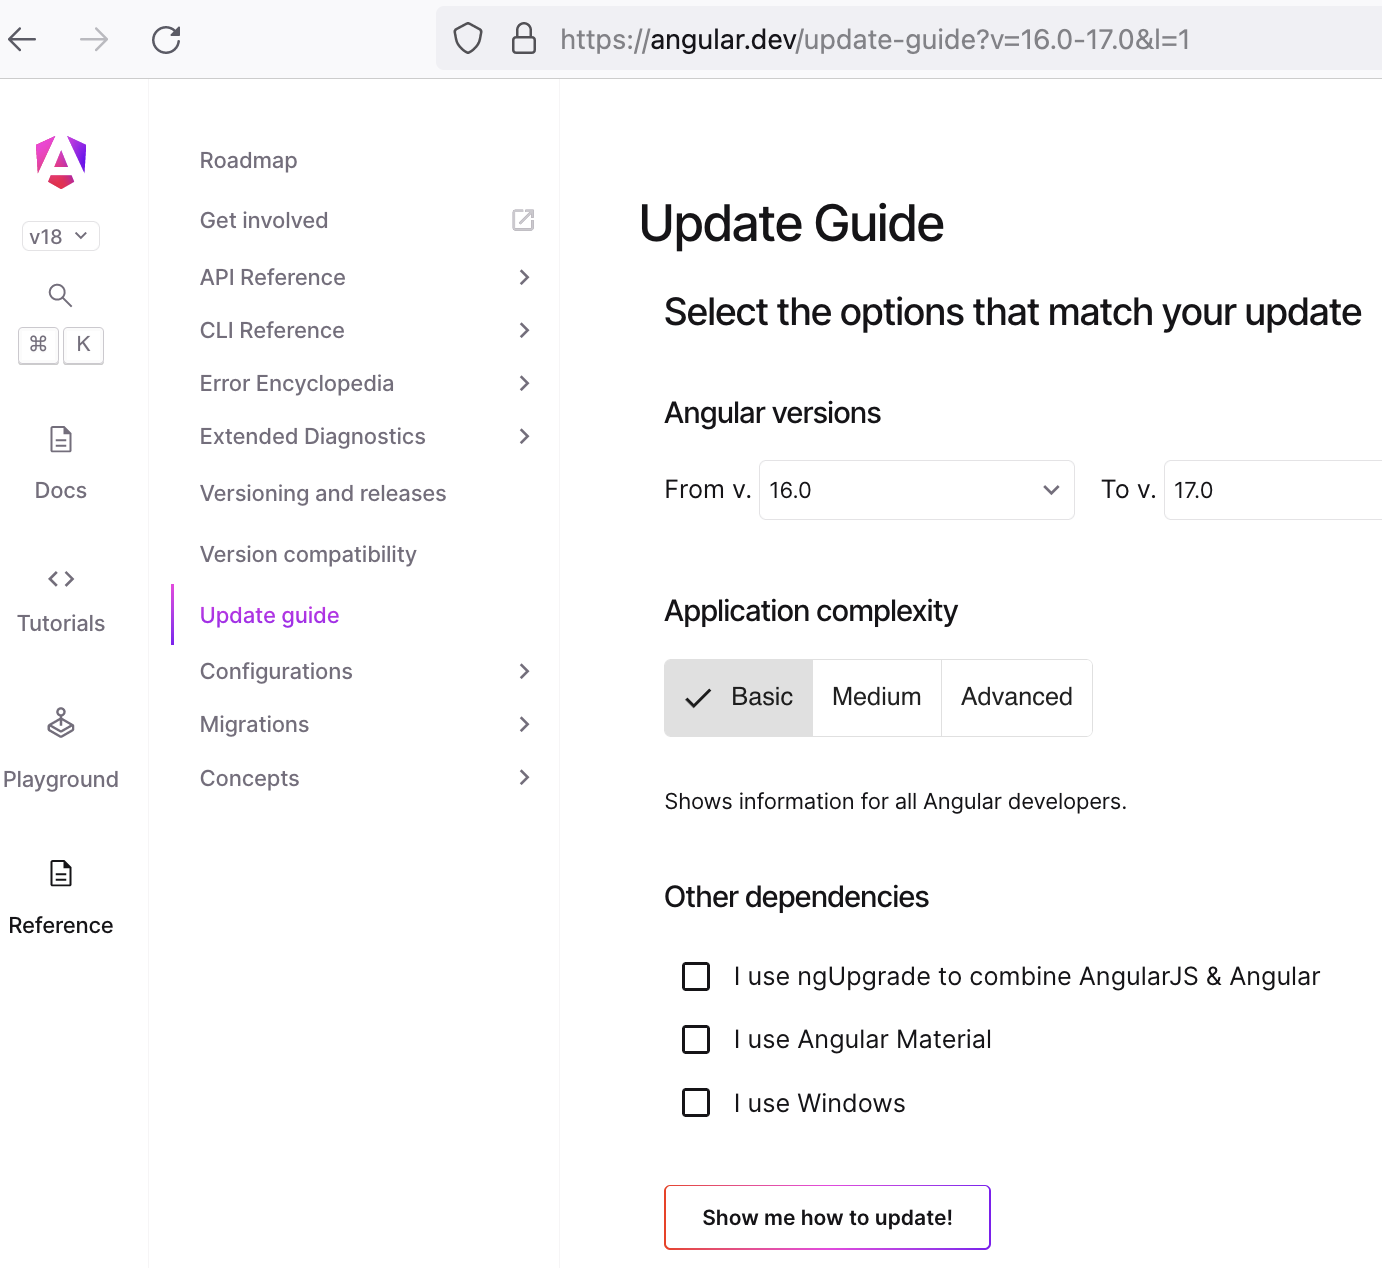 https://angular.dev/update-guide?v=16.0-17.0&l=1
v18
⌘ K
Docs
Tutorials
Playground
Reference
Roadmap
Get involved
API Reference
CLI Reference
Error Encyclopedia
Extended Diagnostics
Versioning and releases
Version compatibility
Update guide
Configurations
Migrations
Concepts
Update Guide
Select the options that match your update
Angular versions
From v. 16.0 To v. 17.0
Application complexity
Basic Medium Advanced
Shows information for all Angular developers.
Other dependencies
I use ngUpgrade to combine AngularJS & Angular
I use Angular Material
I use Windows
Show me how to update!